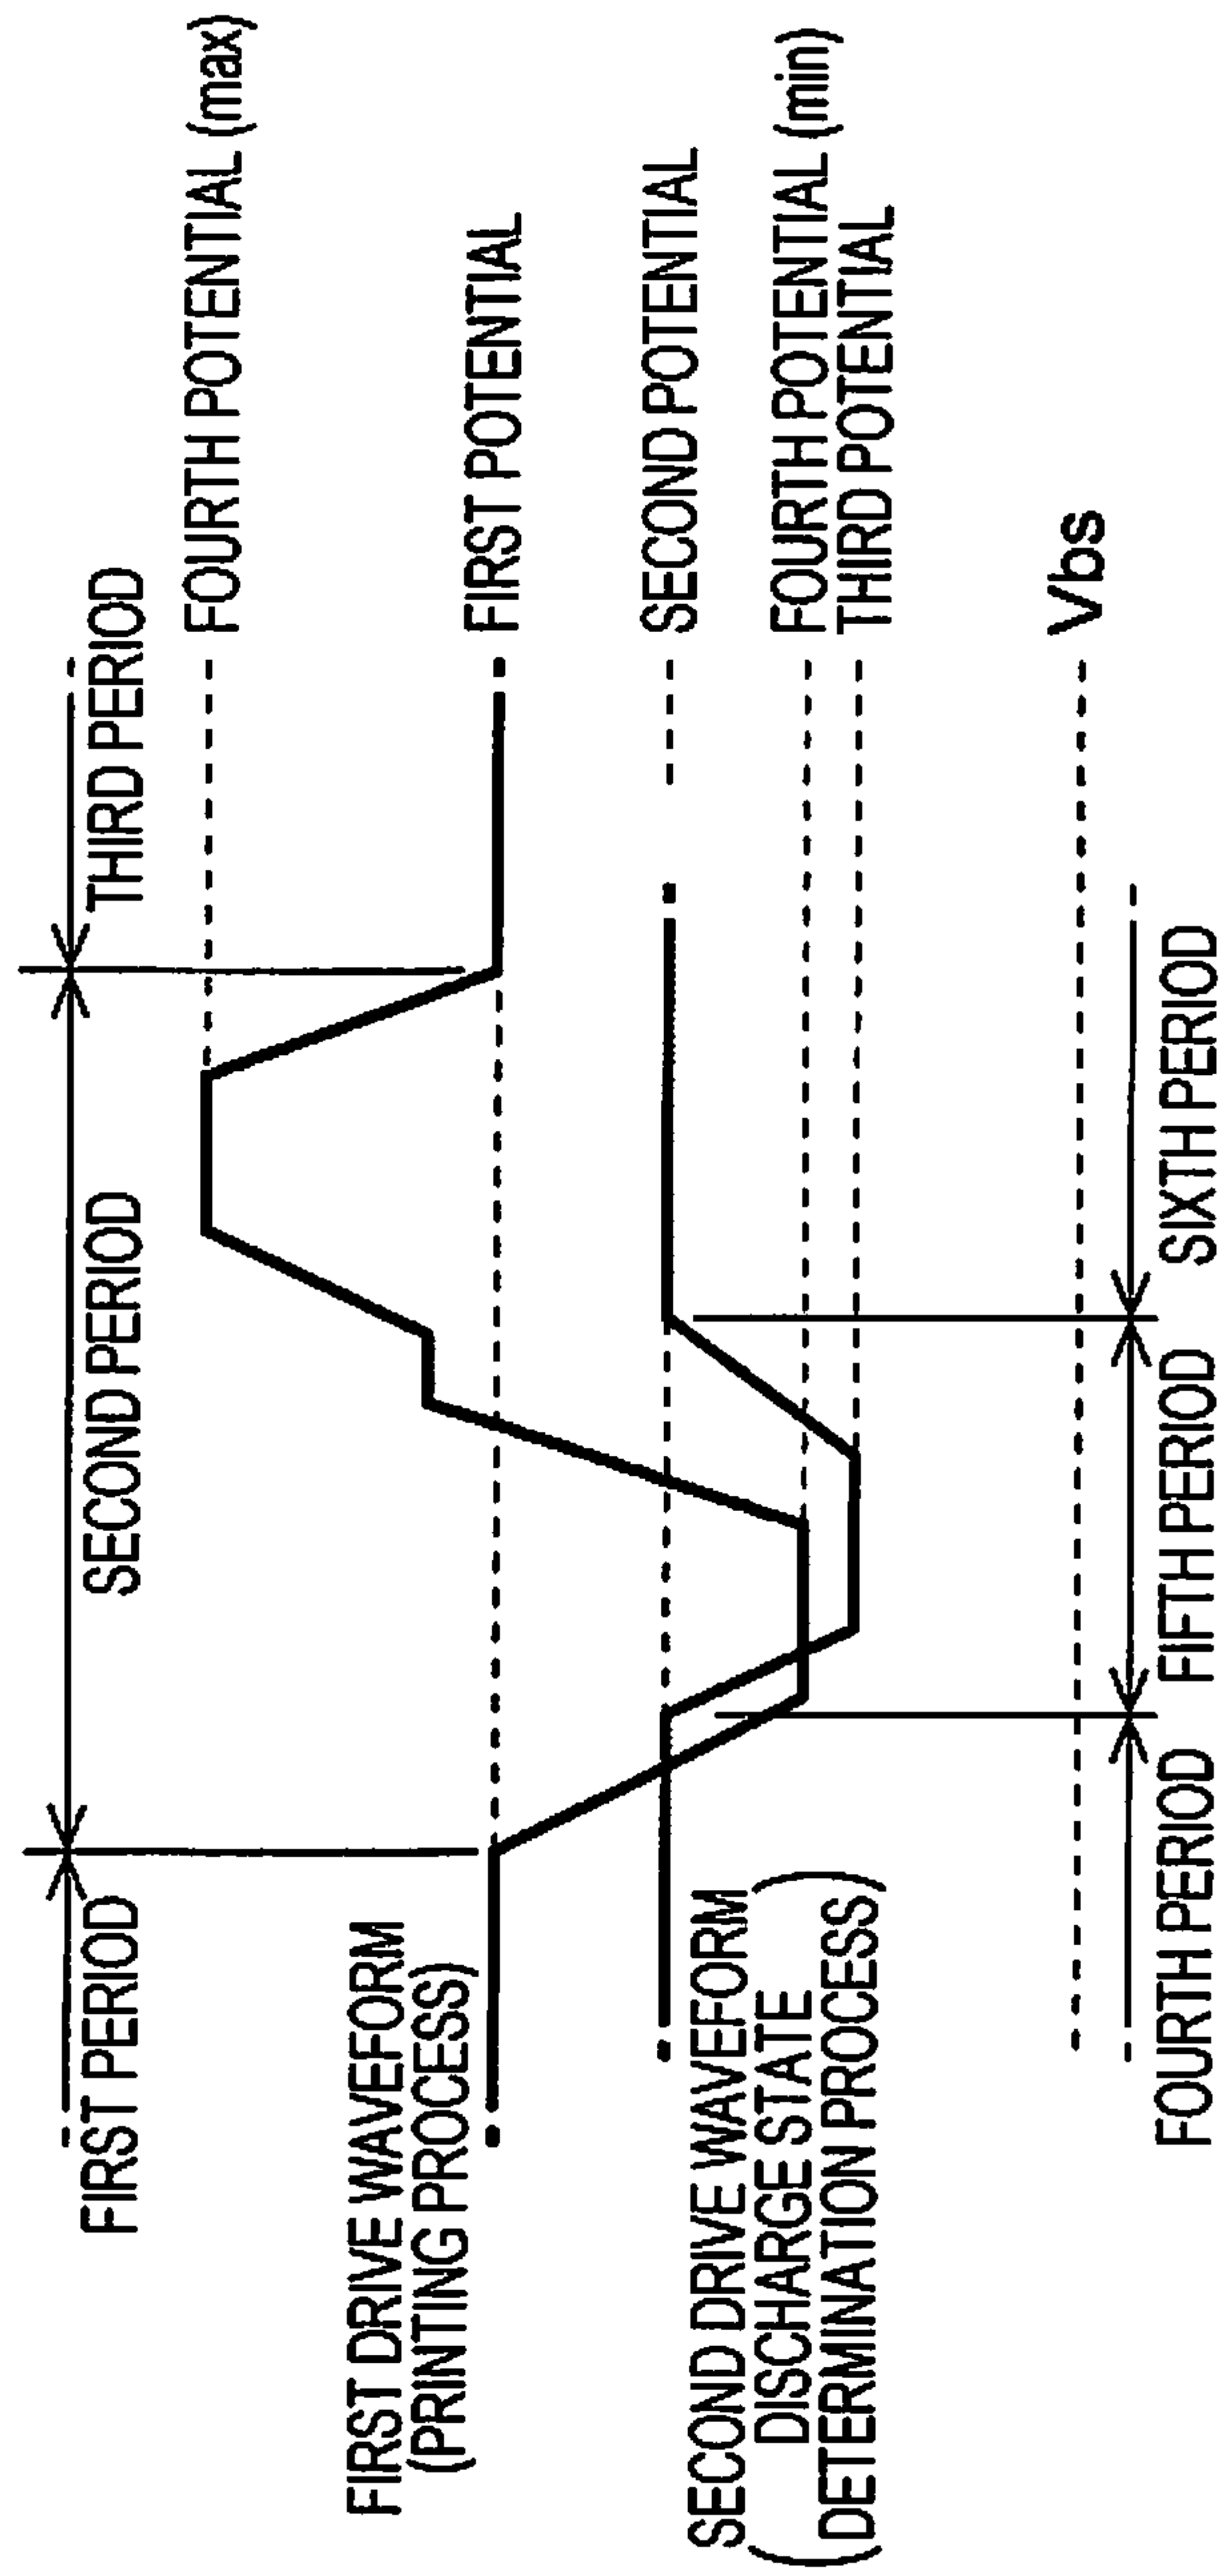 FIRST PERIOD
SECOND PERIOD
THIRD PERIOD
FOURTH POTENTIAL (max)
FIRST DRIVE WAVEFORM
(PRINTING PROCESS)
FIRST POTENTIAL
SECOND POTENTIAL
SECOND DRIVE WAVEFORM
(DISCHARGE STATE
DETERMINATION PROCESS)
FOURTH POTENTIAL (min)
THIRD POTENTIAL
Vbs
FOURTH PERIOD
FIFTH PERIOD
SIXTH PERIOD